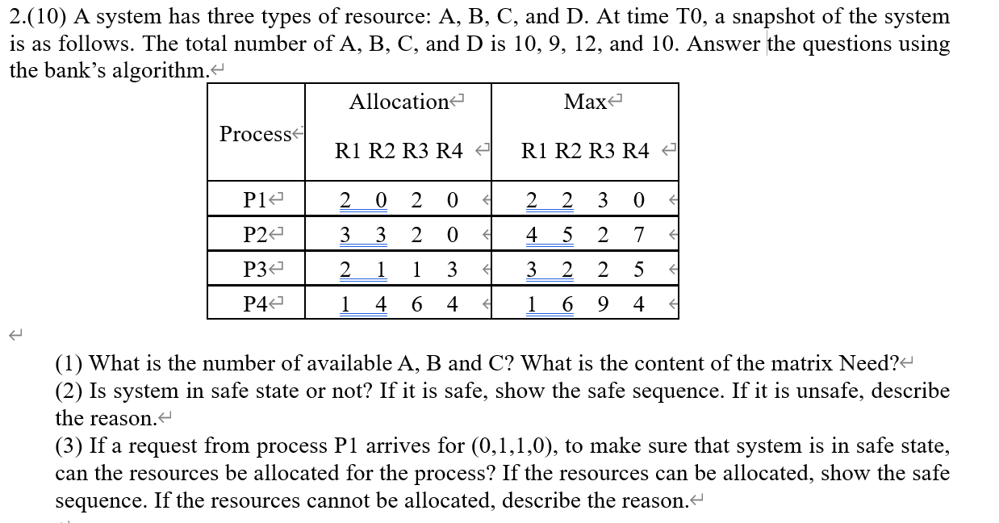 2.(10) A system has three types of resource: A, B, C, and D. At time T0, a snapshot of the system
is as follows. The total number of A, B, C, and D is 10, 9, 12, and 10. Answer the questions using
the bank’s algorithm.↵
Allocation↵ Max↵
Process↵
R1 R2 R3 R4 ↵ R1 R2 R3 R4 ↵
P1↵ 2 0 2 0 ↵ 2 2 3 0 ↵
P2↵ 3 3 2 0 ↵ 4 5 2 7 ↵
P3↵ 2 1 1 3 ↵ 3 2 2 5 ↵
P4↵ 1 4 6 4 ↵ 1 6 9 4 ↵
↵
(1) What is the number of available A, B and C? What is the content of the matrix Need?↵
(2) Is system in safe state or not? If it is safe, show the safe sequence. If it is unsafe, describe
the reason.↵
(3) If a request from process P1 arrives for (0,1,1,0), to make sure that system is in safe state,
can the resources be allocated for the process? If the resources can be allocated, show the safe
sequence. If the resources cannot be allocated, describe the reason.↵